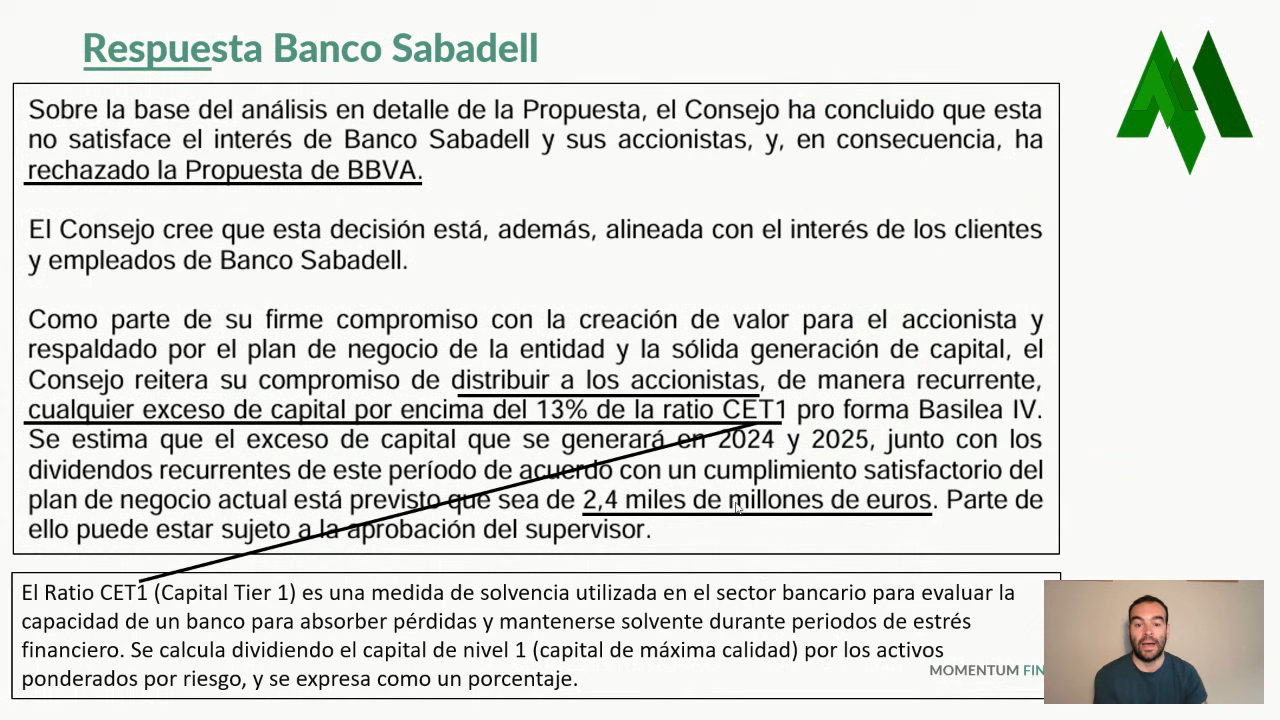 Respuesta Banco Sabadell
Sobre la base del análisis en detalle de la Propuesta, el Consejo ha concluido que esta
no satisface el interés de Banco Sabadell y sus accionistas, y, en consecuencia, ha
rechazado la Propuesta de BBVA.
El Consejo cree que esta decisión está, además, alineada con el interés de los clientes
y empleados de Banco Sabadell.
Como parte de su firme compromiso con la creación de valor para el accionista y
respaldado por el plan de negocio de la entidad y la sólida generación de capital, el
Consejo reitera su compromiso de distribuir a los accionistas, de manera recurrente,
cualquier exceso de capital por encima del 13% de la ratio CET1 pro forma Basilea IV.
Se estima que el exceso de capital que se generará en 2024 y 2025, junto con los
dividendos recurrentes de este período de acuerdo con un cumplimiento satisfactorio del
plan de negocio actual está previsto que sea de 2,4 miles de millones de euros. Parte de
ello puede estar sujeto a la aprobación del supervisor.
El Ratio CET1 (Capital Tier 1) es una medida de solvencia utilizada en el sector bancario para evaluar la
capacidad de un banco para absorber pérdidas y mantenerse solvente durante periodos de estrés
financiero. Se calcula dividiendo el capital de nivel 1 (capital de máxima calidad) por los activos
ponderados por riesgo, y se expresa como un porcentaje.
MOMENTUM FIN